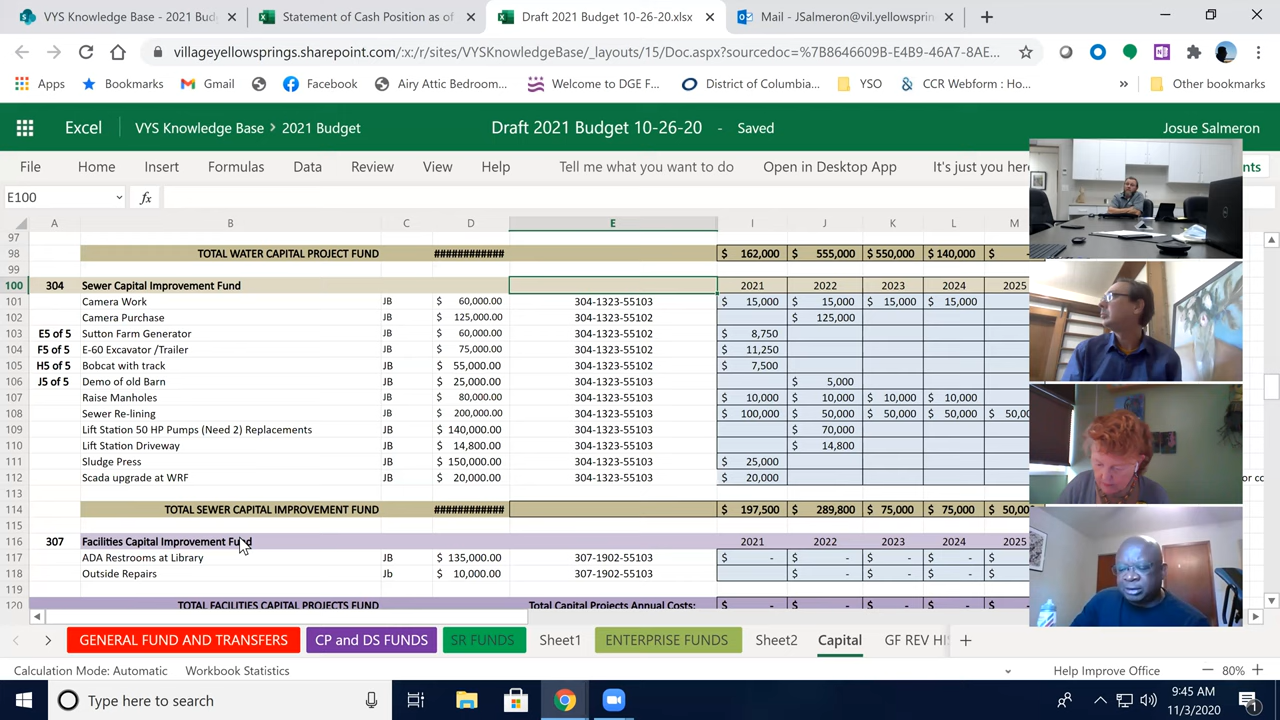 VYS Knowledge Base - 2021 Bud
Statement of Cash Position as of
Draft 2021 Budget 10-26-20.xlsx
Mail - JSalmeron@vil.yellowsprin
villageyellowsprings.sharepoint.com/:x:/r/sites/VYSKnowledgeBase/_layouts/15/Doc.aspx?sourcedoc=%7B8646609B-E4B9-46A7-8AE...
Apps Bookmarks Gmail Facebook Airy Attic Bedroom... Welcome to DGE F... District of Columbia... YSO CCR Webform : Ho... » Other bookmarks
Excel VYS Knowledge Base > 2021 Budget Draft 2021 Budget 10-26-20 - Saved Josue Salmeron
File Home Insert Formulas Data Review View Help Tell me what you want to do Open in Desktop App It's just you here nts
E100 fx
A B C D E I J K L M
97
98 TOTAL WATER CAPITAL PROJECT FUND ############ $ 162,000 $ 555,000 $ 550,000 $ 140,000 $ -
99
100 304 Sewer Capital Improvement Fund 2021 2022 2023 2024 2025
101 Camera Work JB $ 60,000.00 304-1323-55103 $ 15,000 $ 15,000 $ 15,000 $ 15,000
102 Camera Purchase JB $ 125,000.00 304-1323-55102 $ 125,000
103 E5 of 5 Sutton Farm Generator JB $ 60,000.00 304-1323-55102 $ 8,750
104 F5 of 5 E-60 Excavator /Trailer JB $ 75,000.00 304-1323-55102 $ 11,250
105 H5 of 5 Bobcat with track JB $ 55,000.00 304-1323-55102 $ 7,500
106 J5 of 5 Demo of old Barn JB $ 25,000.00 304-1323-55103 $ 5,000
107 Raise Manholes JB $ 80,000.00 304-1323-55103 $ 10,000 $ 10,000 $ 10,000 $ 10,000
108 Sewer Re-lining JB $ 200,000.00 304-1323-55103 $ 100,000 $ 50,000 $ 50,000 $ 50,000 $ 50,00
109 Lift Station 50 HP Pumps (Need 2) Replacements JB $ 140,000.00 304-1323-55103 $ 70,000
110 Lift Station Driveway JB $ 14,800.00 304-1323-55103 $ 14,800
111 Sludge Press JB $ 150,000.00 304-1323-55103 $ 25,000
112 Scada upgrade at WRF JB $ 20,000.00 304-1323-55103 $ 20,000 or co
113
114 TOTAL SEWER CAPITAL IMPROVEMENT FUND ############ $ 197,500 $ 289,800 $ 75,000 $ 75,000 $ 50,00
115
116 307 Facilities Capital Improvement Fund 2021 2022 2023 2024 2025
117 ADA Restrooms at Library JB $ 135,000.00 307-1902-55103 $ - $ - $ - $ - $
118 Outside Repairs Jb $ 10,000.00 307-1902-55103 $ - $ - $ - $
119
120 TOTAL FACILITIES CAPITAL PROJECTS FUND Total Capital Projects Annual Costs: $ - $ - $ - $ - $
GENERAL FUND AND TRANSFERS CP and DS FUNDS SR FUNDS Sheet1 ENTERPRISE FUNDS Sheet2 Capital GF REV HI
Calculation Mode: Automatic Workbook Statistics Help Improve Office 80%
Type here to search
9:45 AM
11/3/2020
1